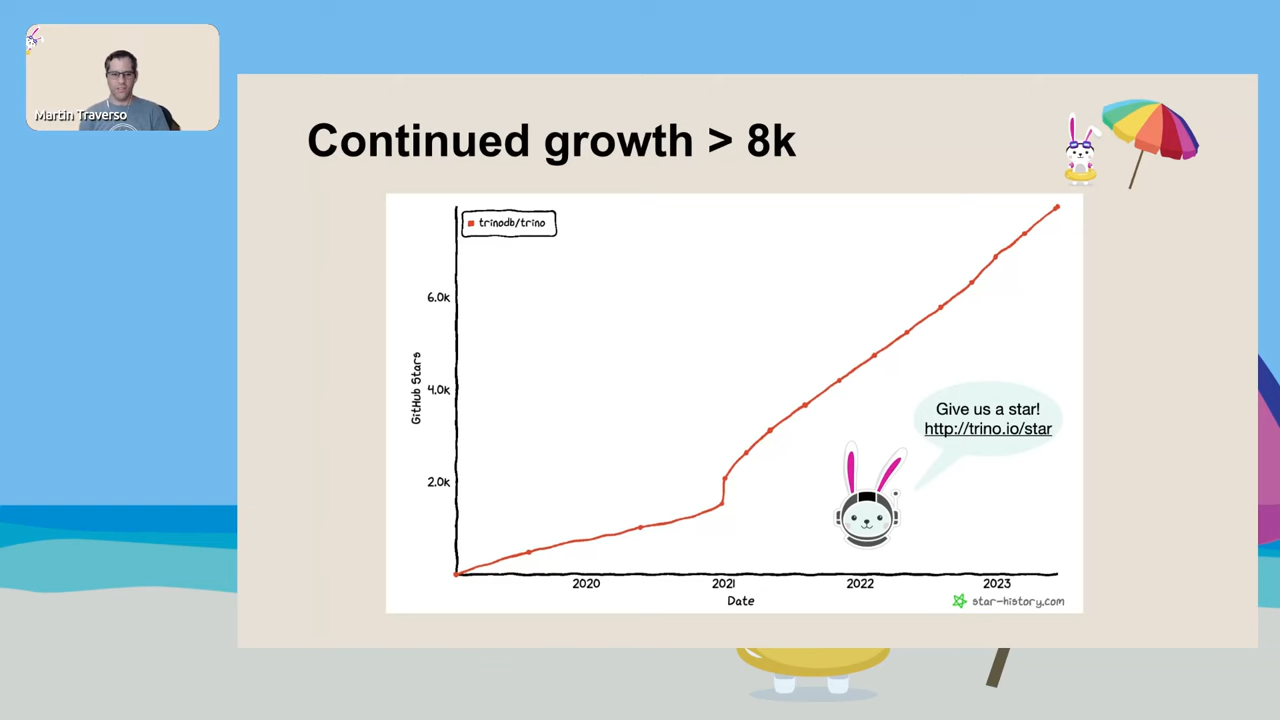 Martin Traverso
Continued growth > 8k
trinodb/trino
6.0k
4.0k
2.0k
GitHub Stars
2020
2021
2022
2023
Date
Give us a star!
http://trino.io/star
star-history.com